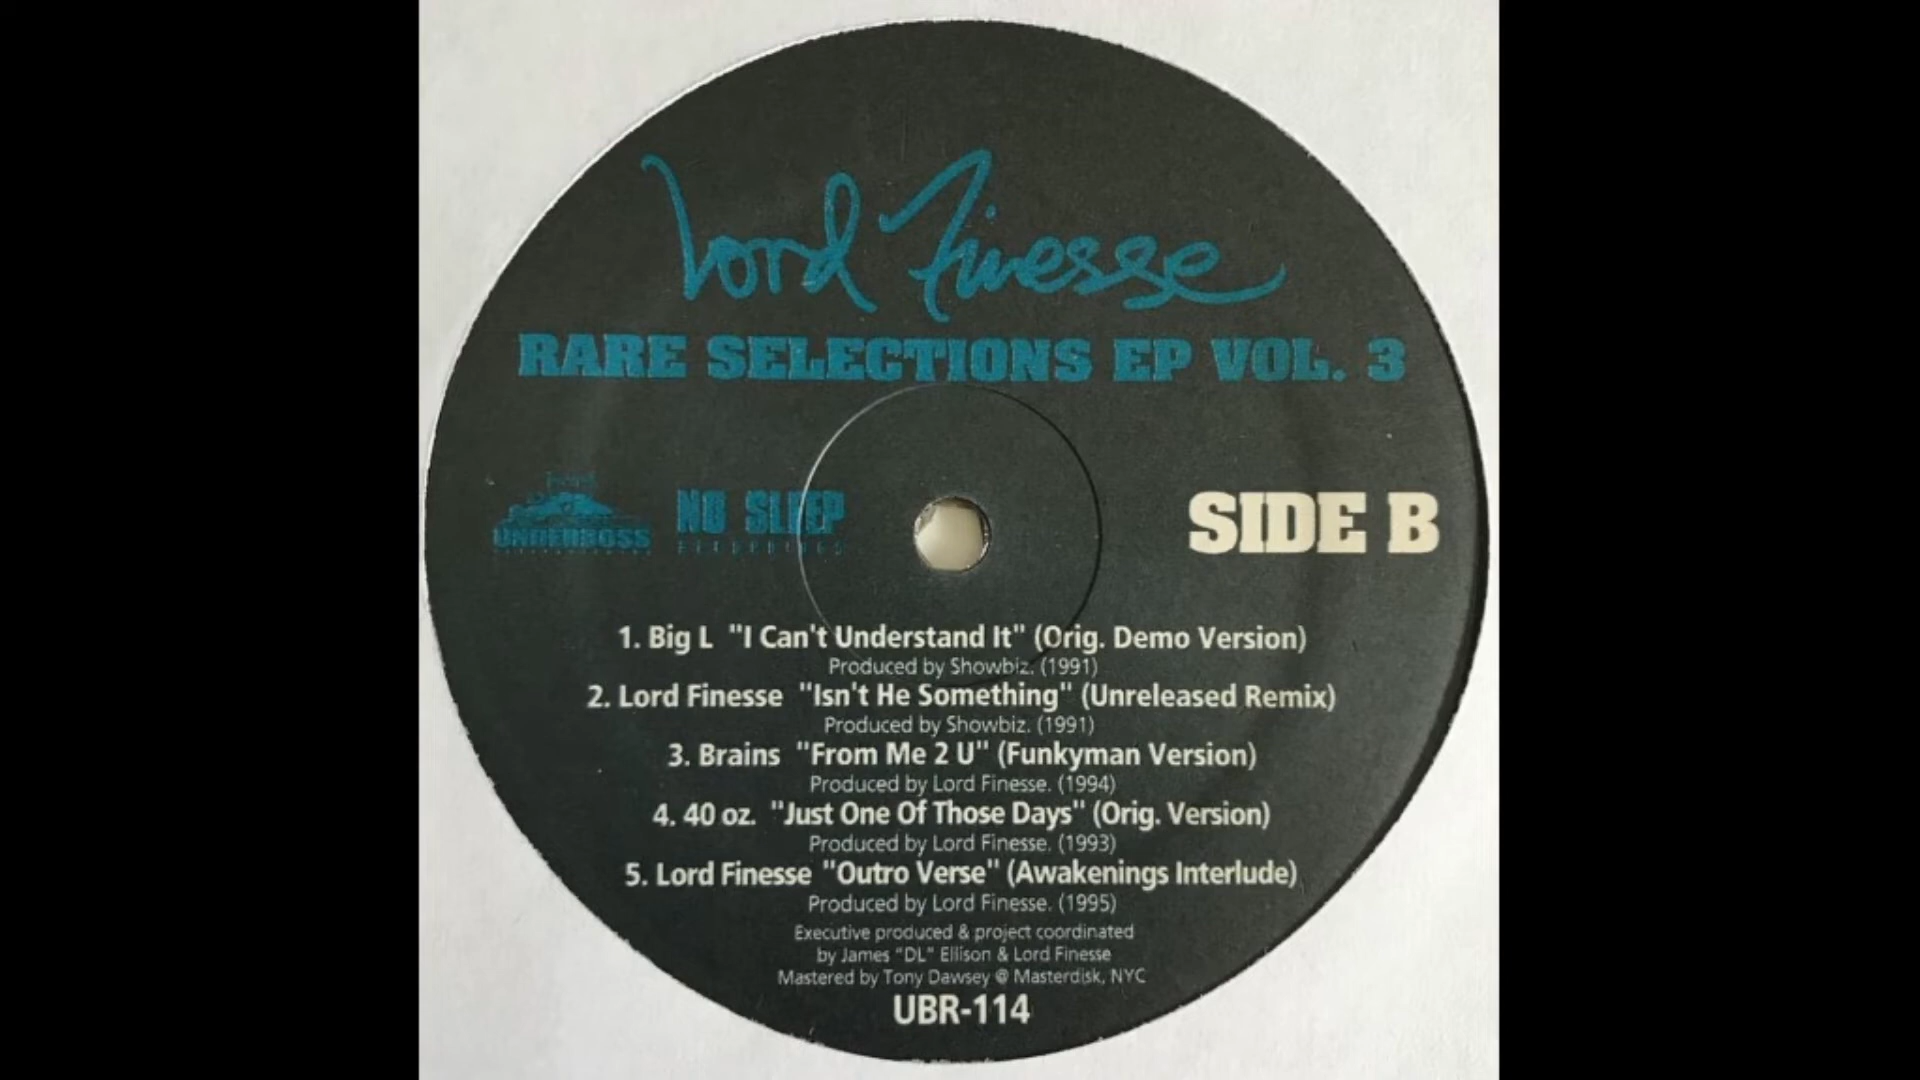 Lord Finesse
RARE SELECTIONS EP VOL. 3
UNDERBOSS
NO SLEEP
RECORDINGS
SIDE B
1. Big L "I Can't Understand It" (Orig. Demo Version)
Produced by Showbiz. (1991)
2. Lord Finesse "Isn't He Something" (Unreleased Remix)
Produced by Showbiz. (1991)
3. Brains "From Me 2 U" (Funkyman Version)
Produced by Lord Finesse. (1994)
4. 40 oz. "Just One Of Those Days" (Orig. Version)
Produced by Lord Finesse. (1993)
5. Lord Finesse "Outro Verse" (Awakenings Interlude)
Produced by Lord Finesse. (1995)
Executive produced & project coordinated
by James "DL" Ellison & Lord Finesse
Mastered by Tony Dawsey @ Masterdisk, NYC
UBR-114